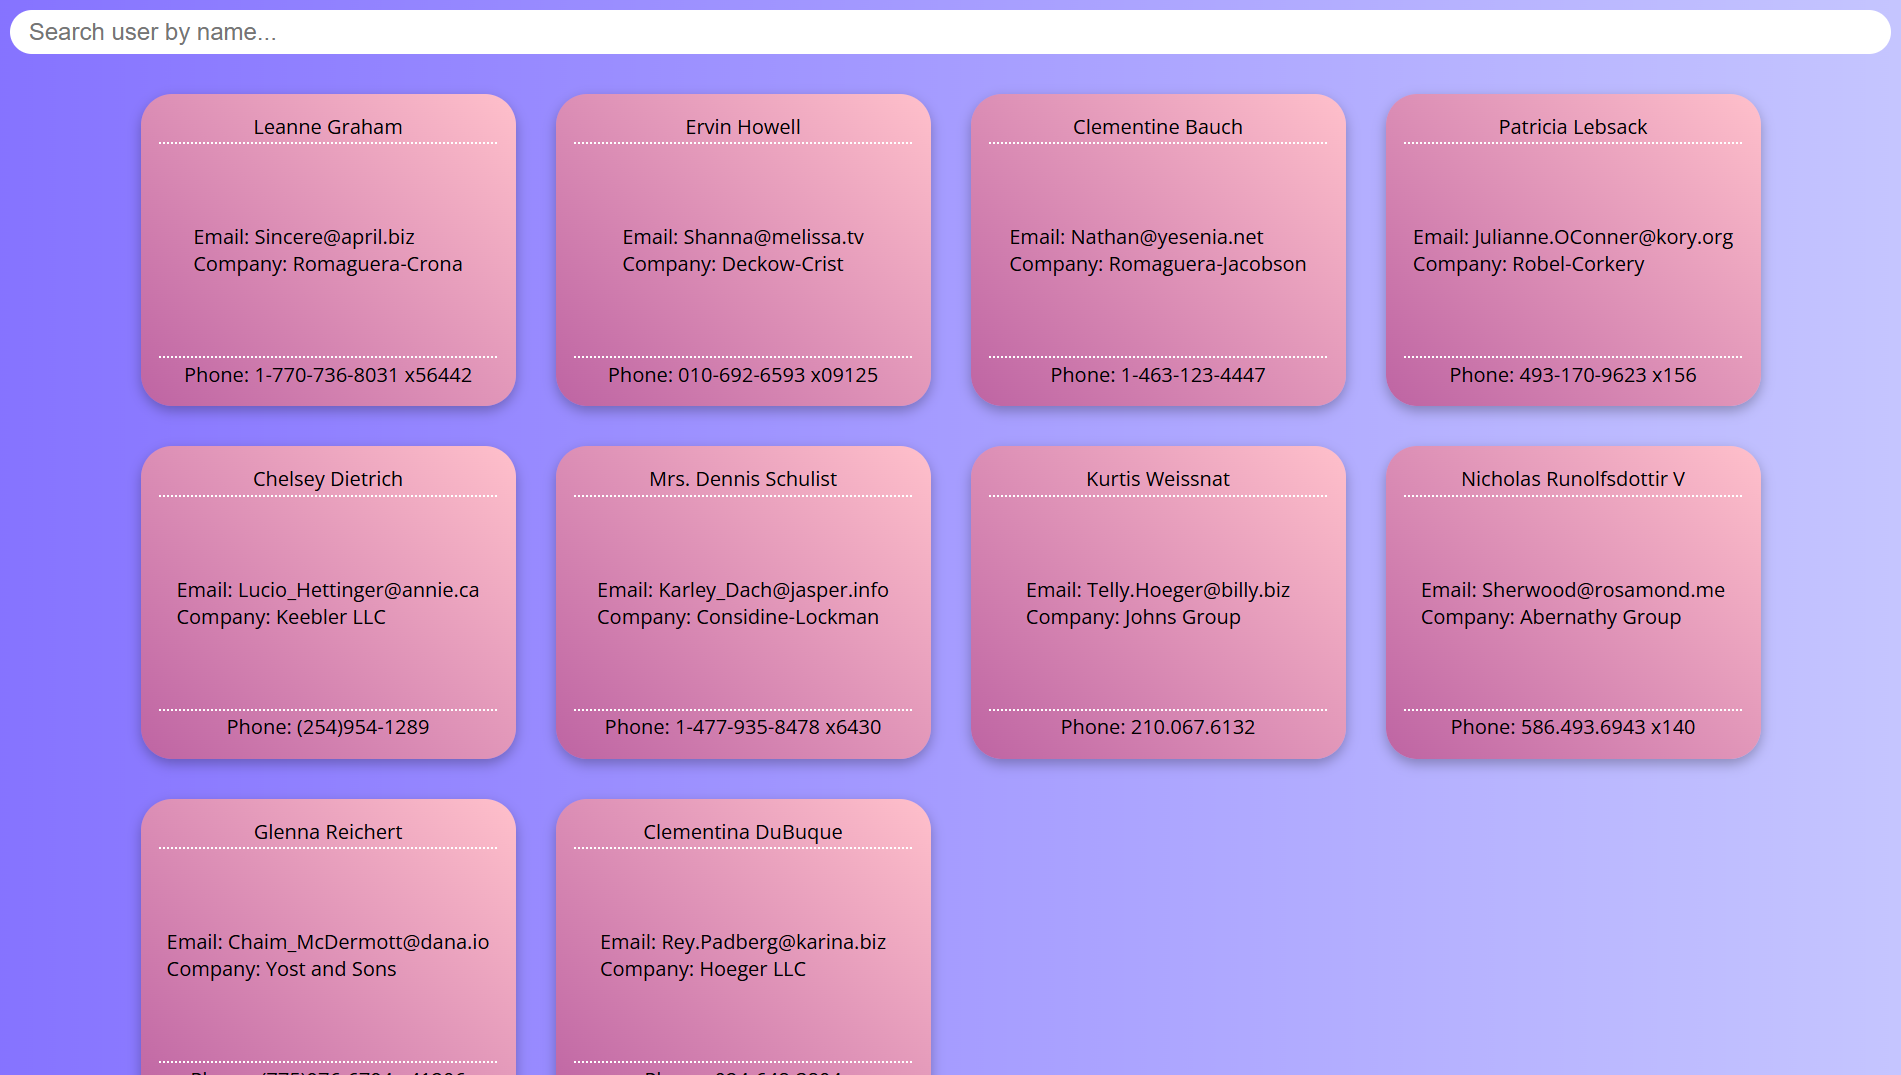 Search user by name...
Leanne Graham
Email: Sincere@april.biz
Company: Romaguera-Crona
Phone: 1-770-736-8031 x56442
Ervin Howell
Email: Shanna@melissa.tv
Company: Deckow-Crist
Phone: 010-692-6593 x09125
Clementine Bauch
Email: Nathan@yesenia.net
Company: Romaguera-Jacobson
Phone: 1-463-123-4447
Patricia Lebsack
Email: Julianne.OConner@kory.org
Company: Robel-Corkery
Phone: 493-170-9623 x156
Chelsey Dietrich
Email: Lucio_Hettinger@annie.ca
Company: Keebler LLC
Phone: (254)954-1289
Mrs. Dennis Schulist
Email: Karley_Dach@jasper.info
Company: Considine-Lockman
Phone: 1-477-935-8478 x6430
Kurtis Weissnat
Email: Telly.Hoeger@billy.biz
Company: Johns Group
Phone: 210.067.6132
Nicholas Runolfsdottir V
Email: Sherwood@rosamond.me
Company: Abernathy Group
Phone: 586.493.6943 x140
Glenna Reichert
Email: Chaim_McDermott@dana.io
Company: Yost and Sons
Clementina DuBuque
Email: Rey.Padberg@karina.biz
Company: Hoeger LLC